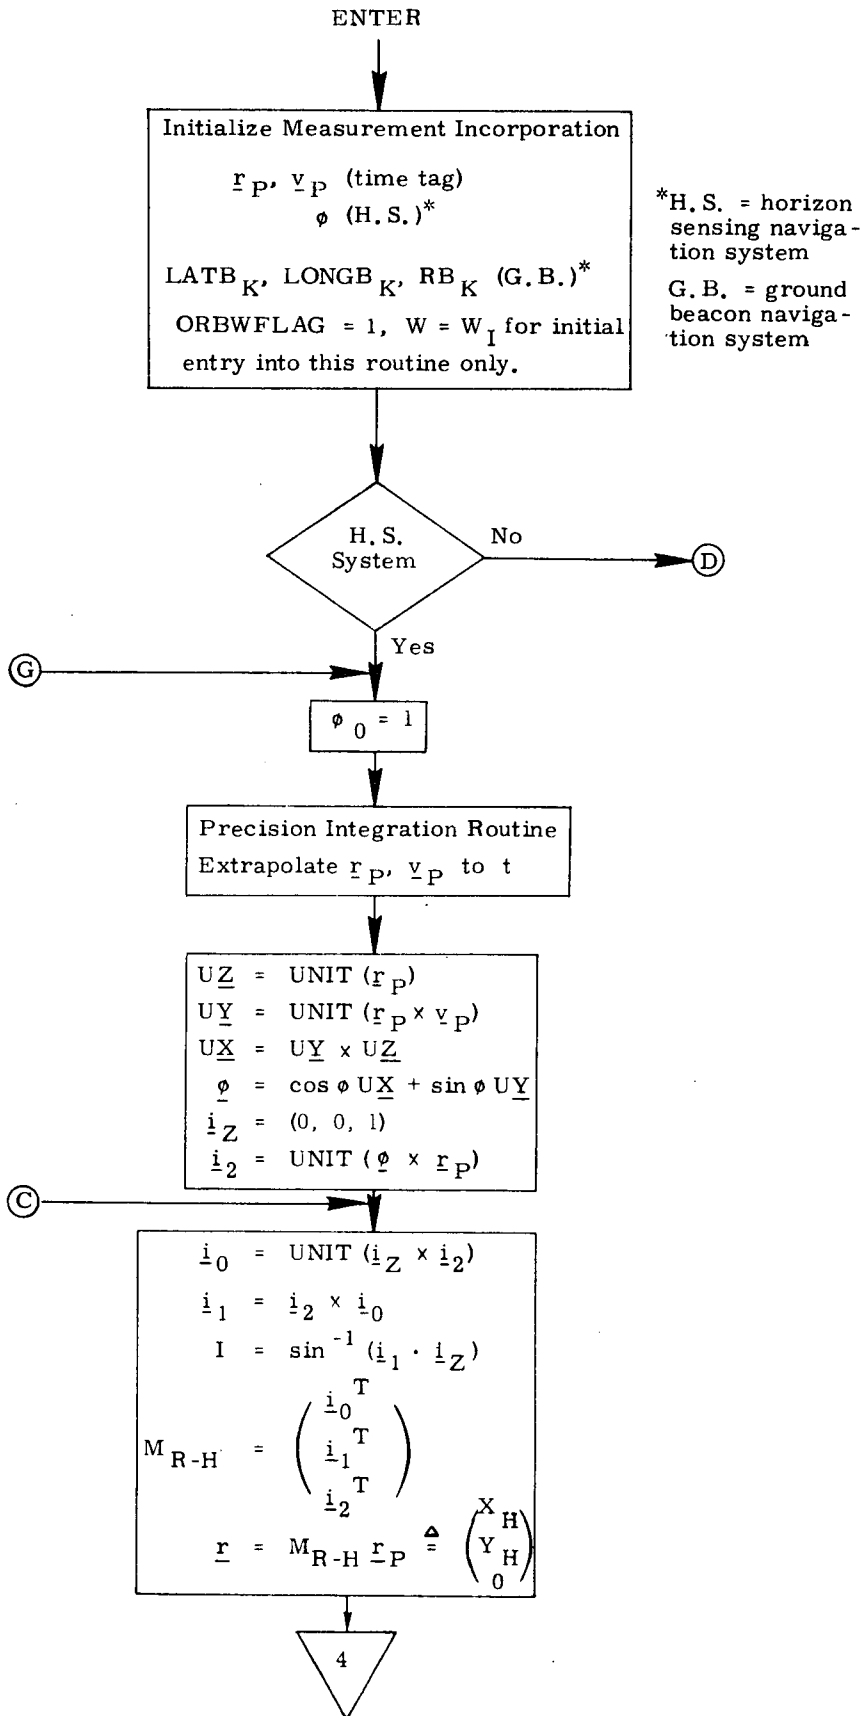 ENTER
Initialize Measurement Incorporation
r_P, v_P (time tag)
φ (H.S.)*
LATB_K, LONGB_K, RB_K (G.B.)*
ORBWFLAG = 1, W = W_I for initial
entry into this routine only.
*H.S. = horizon
sensing naviga-
tion system
G.B. = ground
beacon naviga-
tion system
H.S.
System
No
D
Yes
G
φ_0 = 1
Precision Integration Routine
Extrapolate r_P, v_P to t
UZ = UNIT (r_P)
UY = UNIT (r_P × v_P)
UX = UY × UZ
φ = cos φ UX + sin φ UY
i_Z = (0, 0, 1)
i_2 = UNIT (φ × r_P)
C
i_0 = UNIT (i_Z × i_2)
i_1 = i_2 × i_0
I = sin^-1 (i_1 · i_Z)
i_0^T
M_R-H = ( i_1^T )
i_2^T
X_H
r = M_R-H r_P ≜ ( Y_H )
0
4